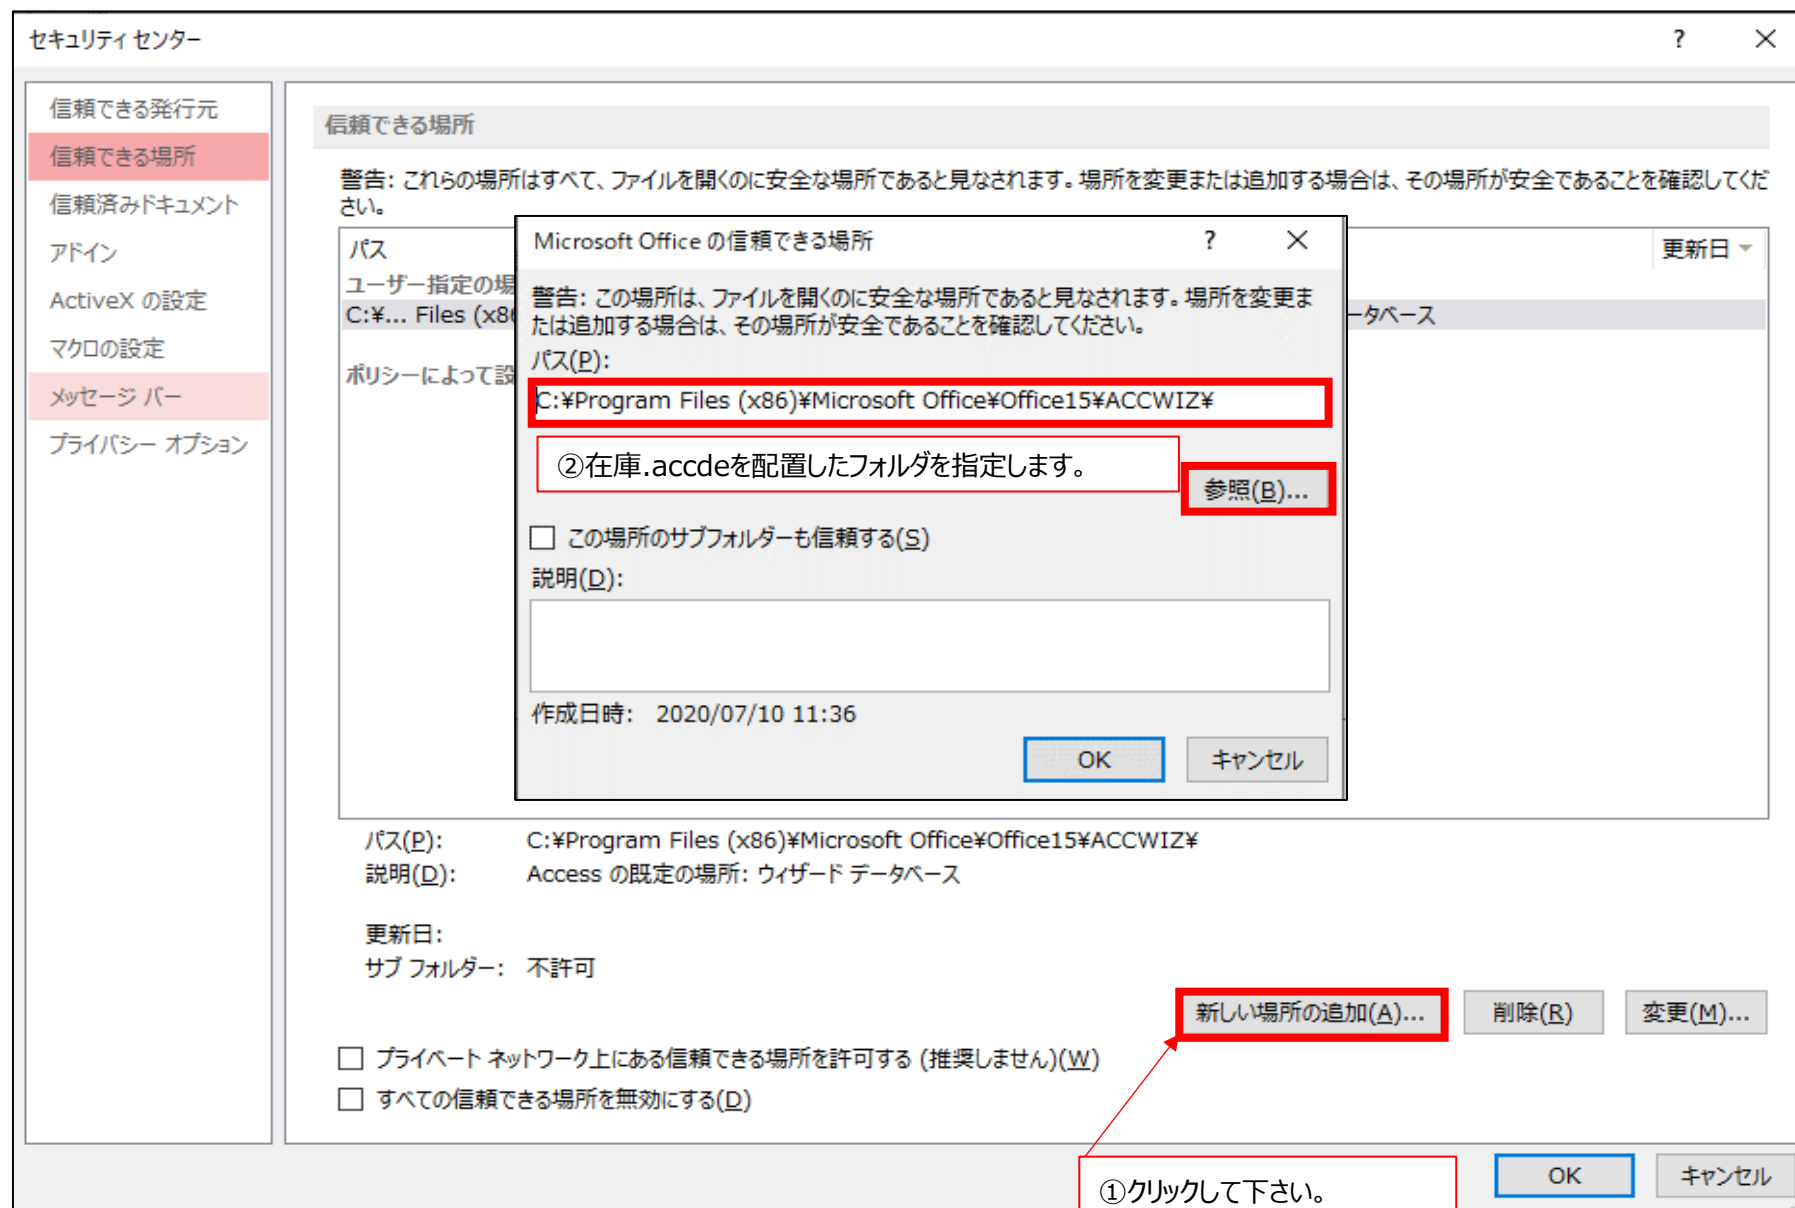 セキュリティ センター
?
信頼できる発行元
信頼できる場所
信頼済みドキュメント
アドイン
ActiveX の設定
マクロの設定
メッセージ バー
プライバシー オプション
信頼できる場所
警告: これらの場所はすべて、ファイルを開くのに安全な場所であると見なされます。場所を変更または追加する場合は、その場所が安全であることを確認してくだ
さい。
パス
更新日
ユーザー指定の場
C:¥... Files (x86
ータベース
ポリシーによって設
Microsoft Office の信頼できる場所
?
警告: この場所は、ファイルを開くのに安全な場所であると見なされます。場所を変更ま
たは追加する場合は、その場所が安全であることを確認してください。
パス(P):
C:¥Program Files (x86)¥Microsoft Office¥Office15¥ACCWIZ¥
②在庫.accdeを配置したフォルダを指定します。
参照(B)...
この場所のサブフォルダーも信頼する(S)
説明(D):
作成日時: 2020/07/10 11:36
OK
キャンセル
パス(P): C:¥Program Files (x86)¥Microsoft Office¥Office15¥ACCWIZ¥
説明(D): Access の既定の場所: ウィザード データベース
更新日:
サブ フォルダー: 不許可
新しい場所の追加(A)...
削除(R)
変更(M)...
プライベート ネットワーク上にある信頼できる場所を許可する (推奨しません)(W)
すべての信頼できる場所を無効にする(D)
①クリックして下さい。
OK
キャンセル